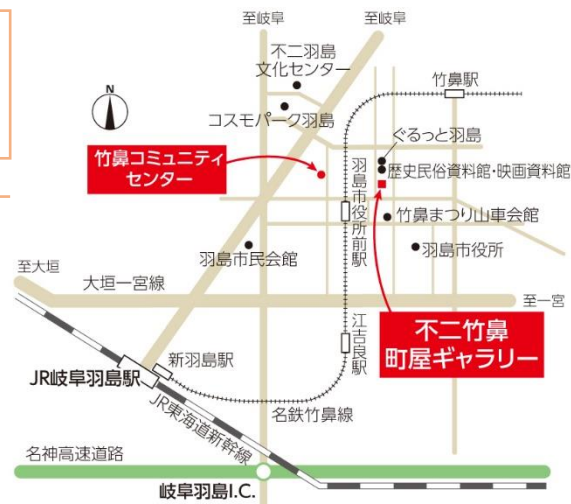 至岐阜
至岐阜
不二羽島
文化センター
竹鼻駅
N
コスモパーク羽島
ぐるっと羽島
竹鼻コミュニティ
センター
歴史民俗資料館・映画資料館
羽島市役所前駅
竹鼻まつり山車会館
羽島市民会館
羽島市役所
至大垣
大垣一宮線
至一宮
不二竹鼻
町屋ギャラリー
江吉良駅
新羽島駅
JR岐阜羽島駅
名鉄竹鼻線
JR東海道新幹線
名神高速道路
岐阜羽島I.C.